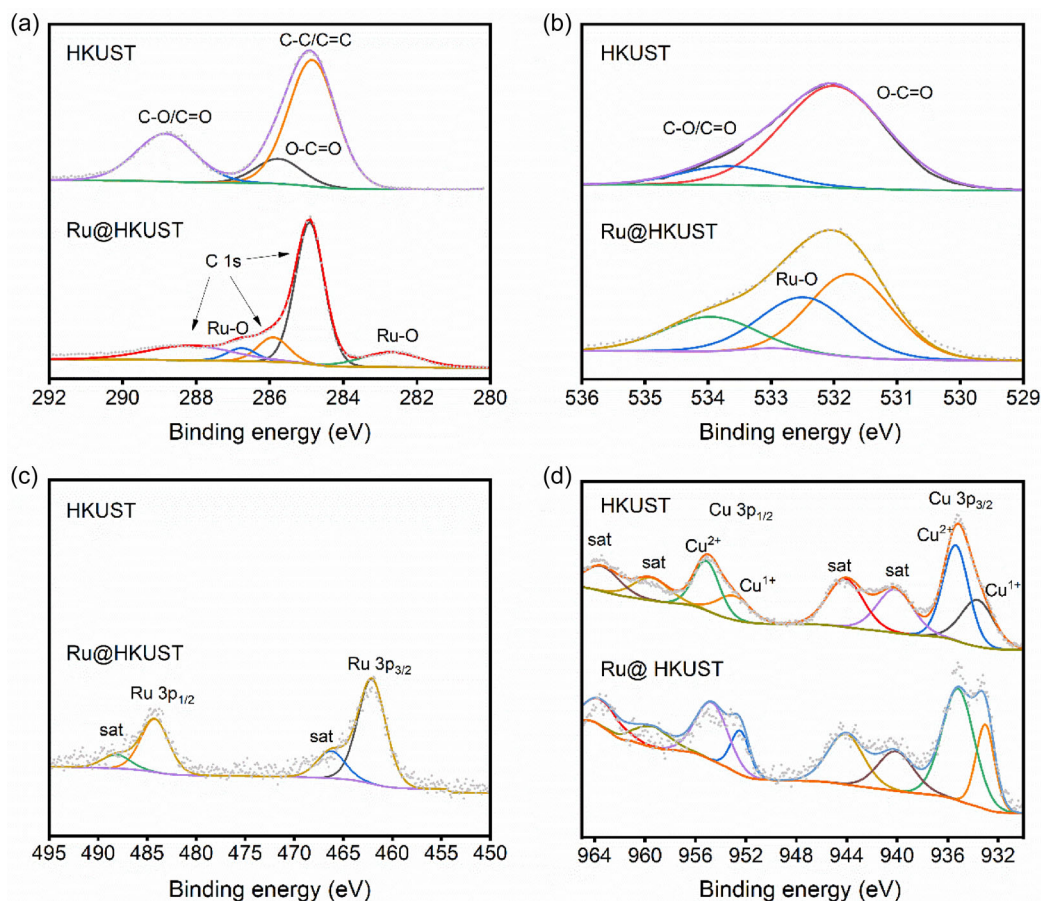 (a)
HKUST
C-C/C=C
C-O/C=O
O-C=O
Ru@HKUST
C 1s
Ru-O
Ru-O
292 290 288 286 284 282 280
Binding energy (eV)
(b)
HKUST
O-C=O
C-O/C=O
Ru@HKUST
Ru-O
536 535 534 533 532 531 530 529
Binding energy (eV)
(c)
HKUST
Ru@HKUST
Ru 3p3/2
Ru 3p1/2
sat
sat
495 490 485 480 475 470 465 460 455 450
Binding energy (eV)
(d)
HKUST
Cu 3p1/2
Cu 3p3/2
sat
sat
Cu2+
Cu1+
sat
sat
Cu2+
Cu1+
Ru@ HKUST
964 960 956 952 948 944 940 936 932
Binding energy (eV)